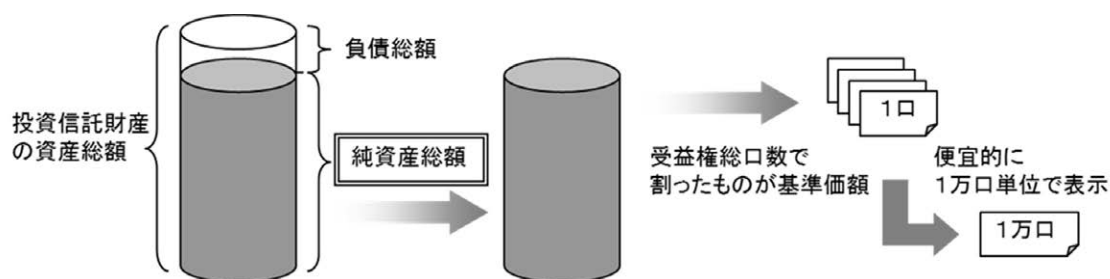 負債総額
投資信託財産
の資産総額
純資産総額
受益権総口数で
割ったものが基準価額
1口
便宜的に
1万口単位で表示
1万口